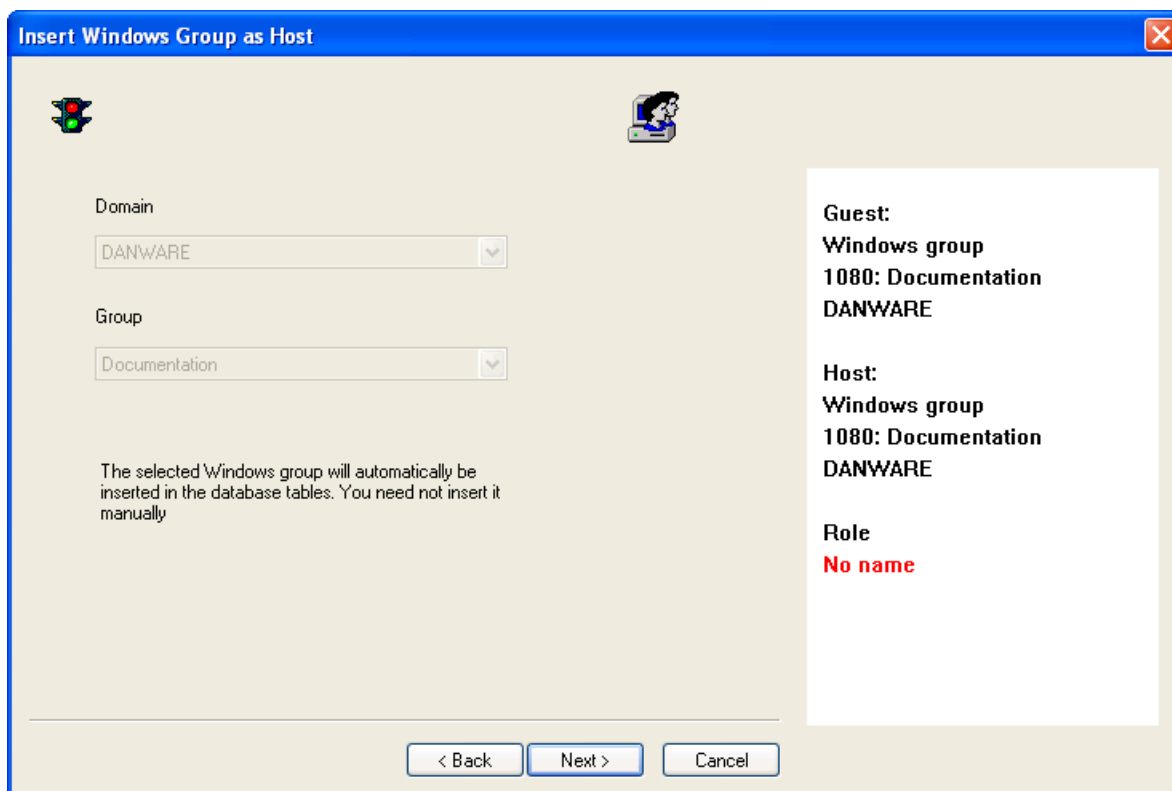 Insert Windows Group as Host
Domain
DANWARE
Group
Documentation
The selected Windows group will automatically be
inserted in the database tables. You need not insert it
manually
Guest:
Windows group
1080: Documentation
DANWARE
Host:
Windows group
1080: Documentation
DANWARE
Role
No name
< Back
Next >
Cancel